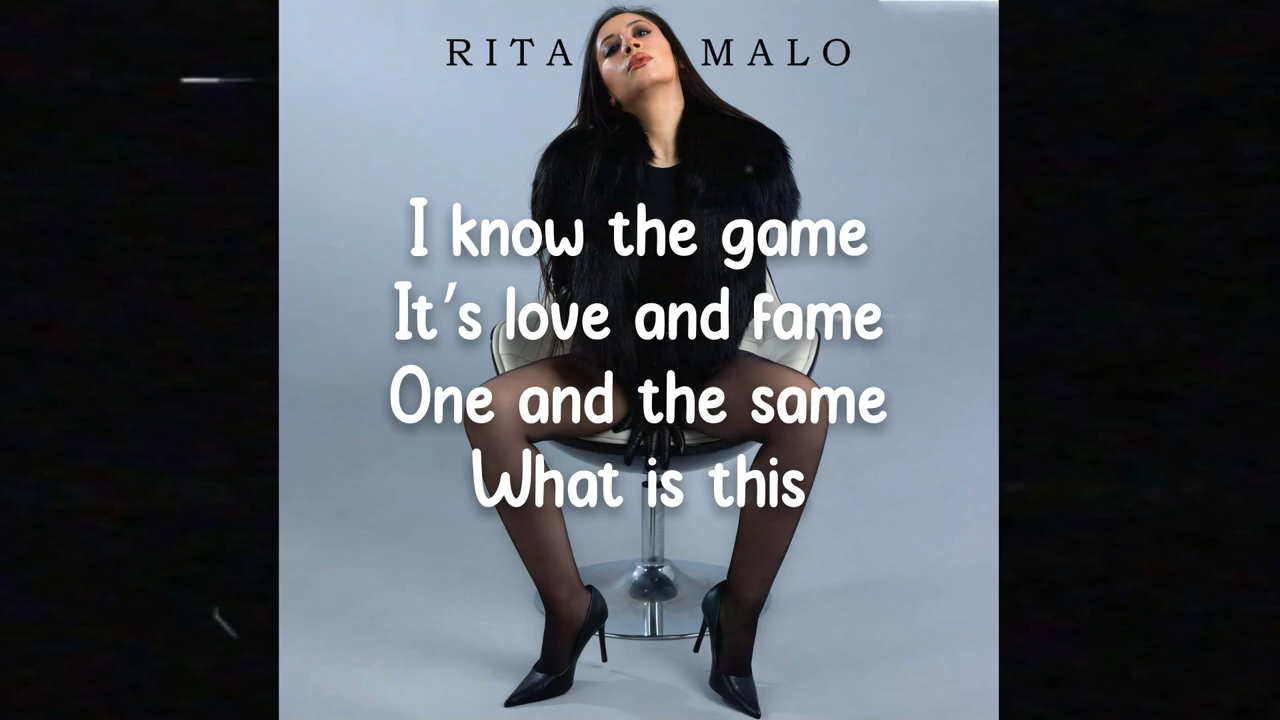 RITA MALO
I know the game
It's love and fame
One and the same
What is this